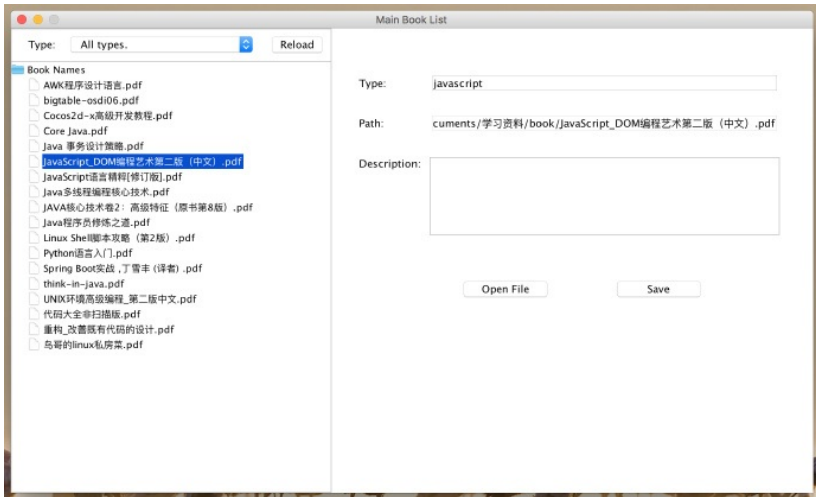 Main Book List
Type:
All types.
Reload
Book Names
AWK程序设计语言.pdf
bigtable-osdi06.pdf
Cocos2d-x高级开发教程.pdf
Core Java.pdf
Java 事务设计策略.pdf
JavaScript_DOM编程艺术第二版（中文）.pdf
JavaScript语言精粹[修订版].pdf
Java多线程编程核心技术.pdf
JAVA核心技术卷2：高级特征（原书第8版）.pdf
Java程序员修炼之道.pdf
Linux Shell脚本攻略（第2版）.pdf
Python语言入门.pdf
Spring Boot实战 ,丁雪丰 (译者) .pdf
think-in-java.pdf
UNIX环境高级编程_第二版中文.pdf
代码大全非扫描版.pdf
重构_改善既有代码的设计.pdf
鸟哥的linux私房菜.pdf
Type:
javascript
Path:
cuments/学习资料/book/JavaScript_DOM编程艺术第二版（中文）.pdf
Description:
Open File
Save